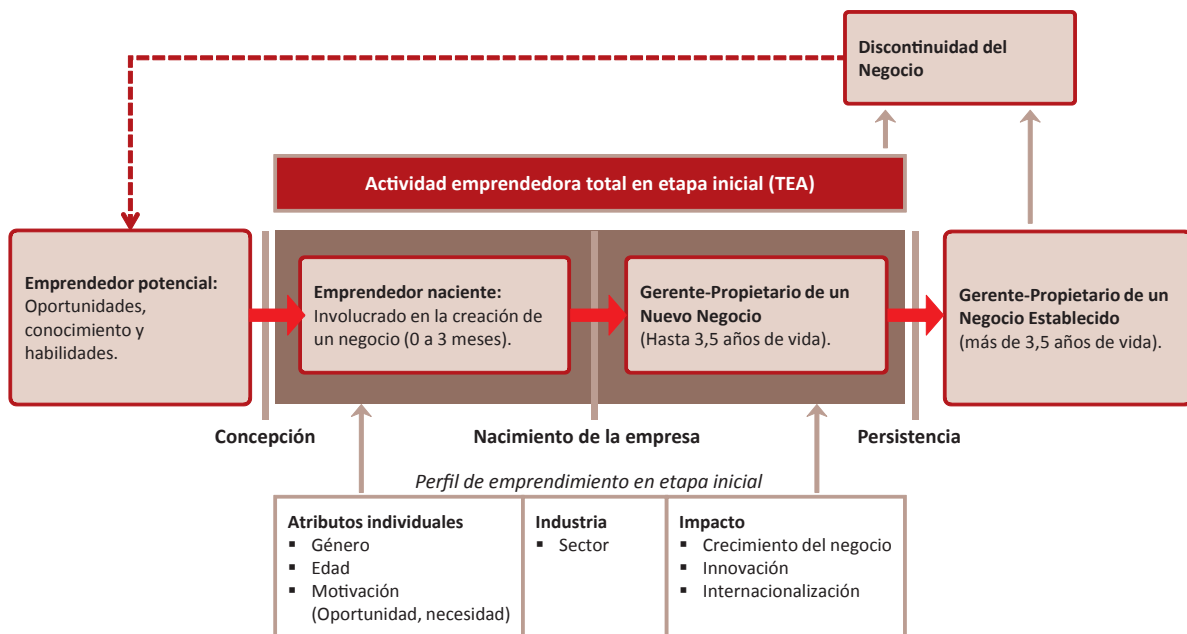 Discontinuidad del
Negocio
Actividad emprendedora total en etapa inicial (TEA)
Emprendedor potencial:
Oportunidades,
conocimiento y
habilidades.
Emprendedor naciente:
Involucrado en la creación de
un negocio (0 a 3 meses).
Gerente-Propietario de un
Nuevo Negocio
(Hasta 3,5 años de vida).
Gerente-Propietario de un
Negocio Establecido
(más de 3,5 años de vida).
Concepción
Nacimiento de la empresa
Persistencia
Perfil de emprendimiento en etapa inicial
Atributos individuales
▪ Género
▪ Edad
▪ Motivación
(Oportunidad, necesidad)
Industria
▪ Sector
Impacto
▪ Crecimiento del negocio
▪ Innovación
▪ Internacionalización